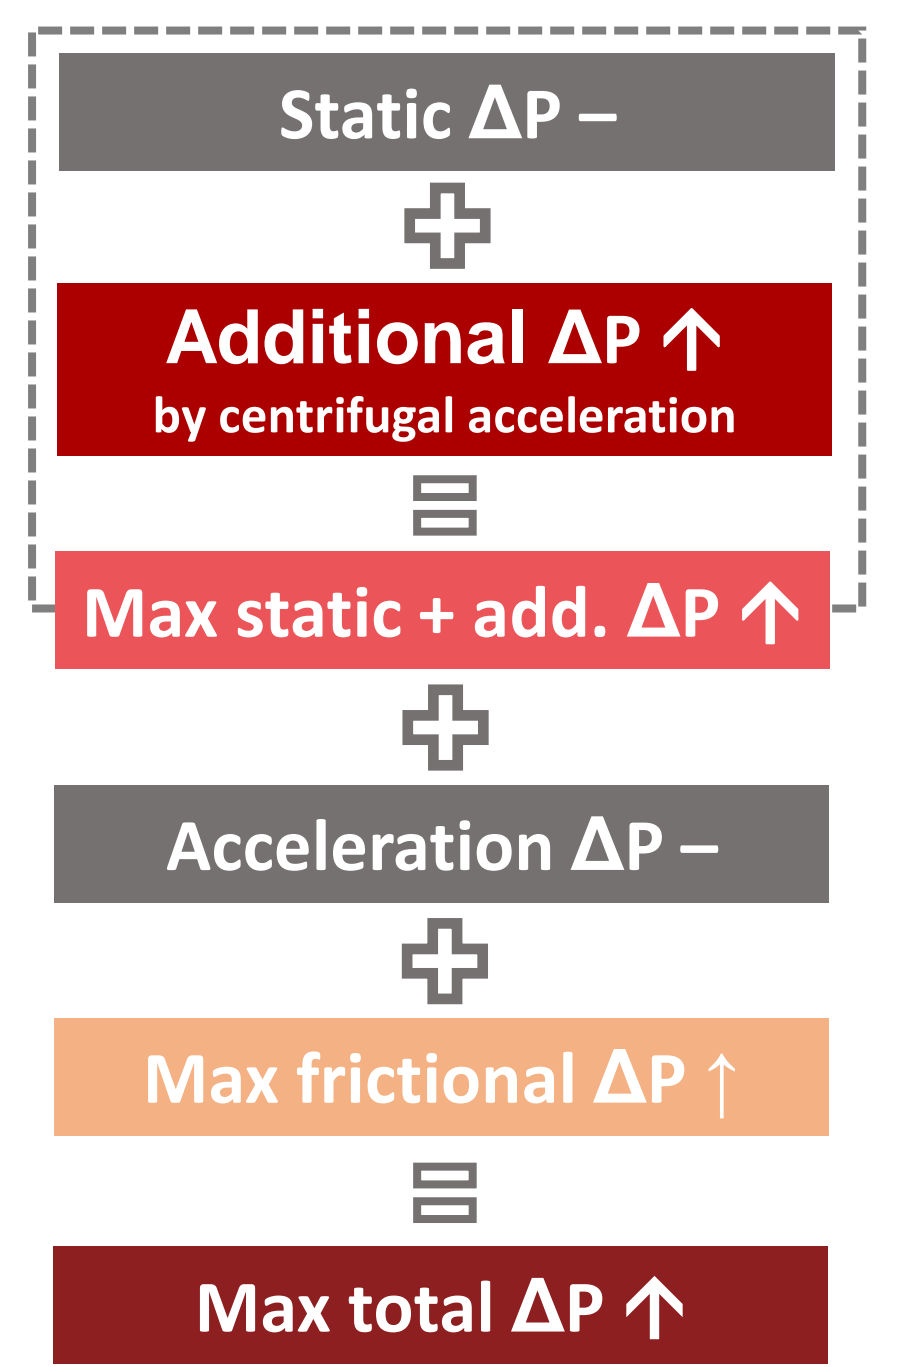 Static ΔP –
Additional ΔP ↑
by centrifugal acceleration
Max static + add. ΔP ↑
Acceleration ΔP –
Max frictional ΔP ↑
Max total ΔP ↑